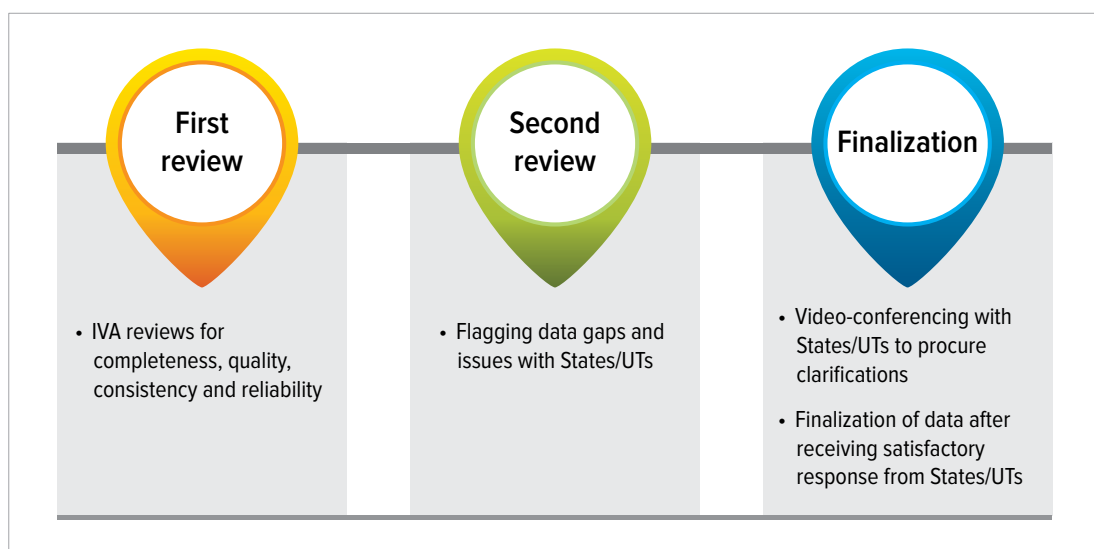 First
review
• IVA reviews for
completeness, quality,
consistency and reliability
Second
review
• Flagging data gaps and
issues with States/UTs
Finalization
• Video-conferencing with
States/UTs to procure
clarifications
• Finalization of data after
receiving satisfactory
response from States/UTs